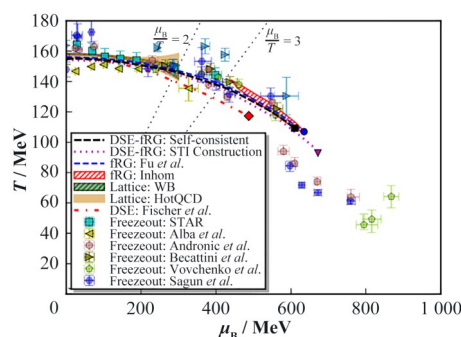 180
160
140
120
100
80
60
40
20
0
T / MeV
μB/T = 2
μB/T = 3
DSE-fRG: Self-consistent
DSE-fRG: STI Construction
fRG: Fu et al.
fRG: Inhom
Lattice: WB
Lattice: HotQCD
DSE: Fischer et al.
Freezeout: STAR
Freezeout: Alba et al.
Freezeout: Andronic et al.
Freezeout: Becattini et al.
Freezeout: Vovchenko et al.
Freezeout: Sagun et al.
200 400 600 800 1 000
μB / MeV